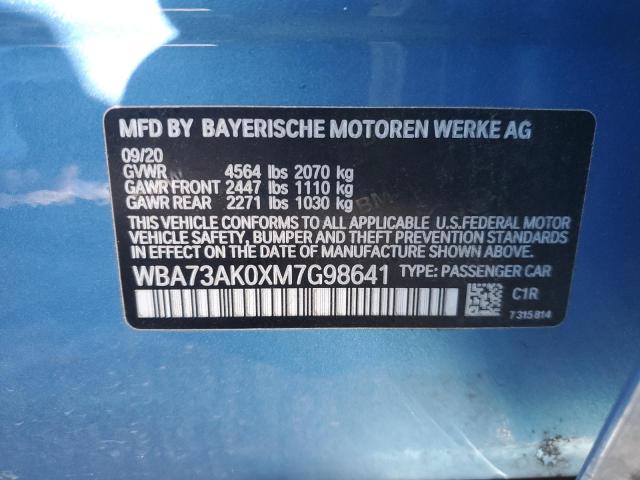 MFD BY BAYERISCHE MOTOREN WERKE AG
09/20
GVWR 4564 lbs 2070 kg
GAWR FRONT 2447 lbs 1110 kg
GAWR REAR 2271 lbs 1030 kg
THIS VEHICLE CONFORMS TO ALL APPLICABLE U.S.FEDERAL MOTOR
VEHICLE SAFETY, BUMPER AND THEFT PREVENTION STANDARDS
IN EFFECT ON THE DATE OF MANUFACTURE SHOWN ABOVE.
WBA73AK0XM7G98641 TYPE: PASSENGER CAR
C1R
7315814